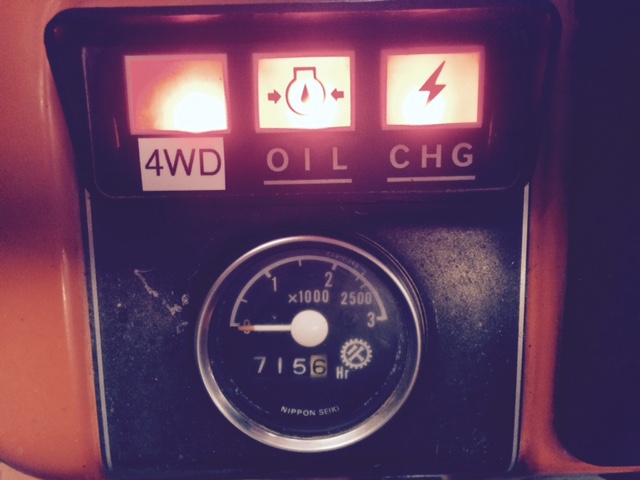 4WD OIL CHG
1 2
×1000 2500
0 3
7156
Hr
NIPPON SEIKI